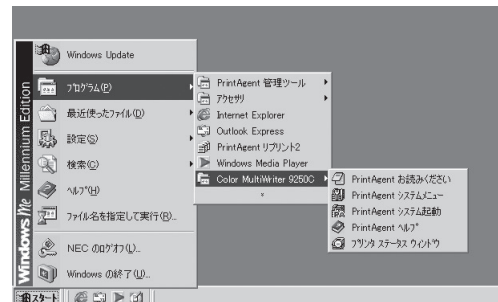 Windows Update
プログラム(P)
最近使ったファイル(D)
設定(S)
検索(C)
ヘルプ(H)
ファイル名を指定して実行(R)...
NEC のログオフ(L)...
Windows の終了(U)...
Windows Me Millennium Edition
スタート
PrintAgent 管理ツール
アクセサリ
Internet Explorer
Outlook Express
PrintAgent リプリント2
Windows Media Player
Color MultiWriter 9250C
PrintAgent お読みください
PrintAgent システムメニュー
PrintAgent システム起動
PrintAgent ヘルプ
プリンタ ステータス ウィンドウ